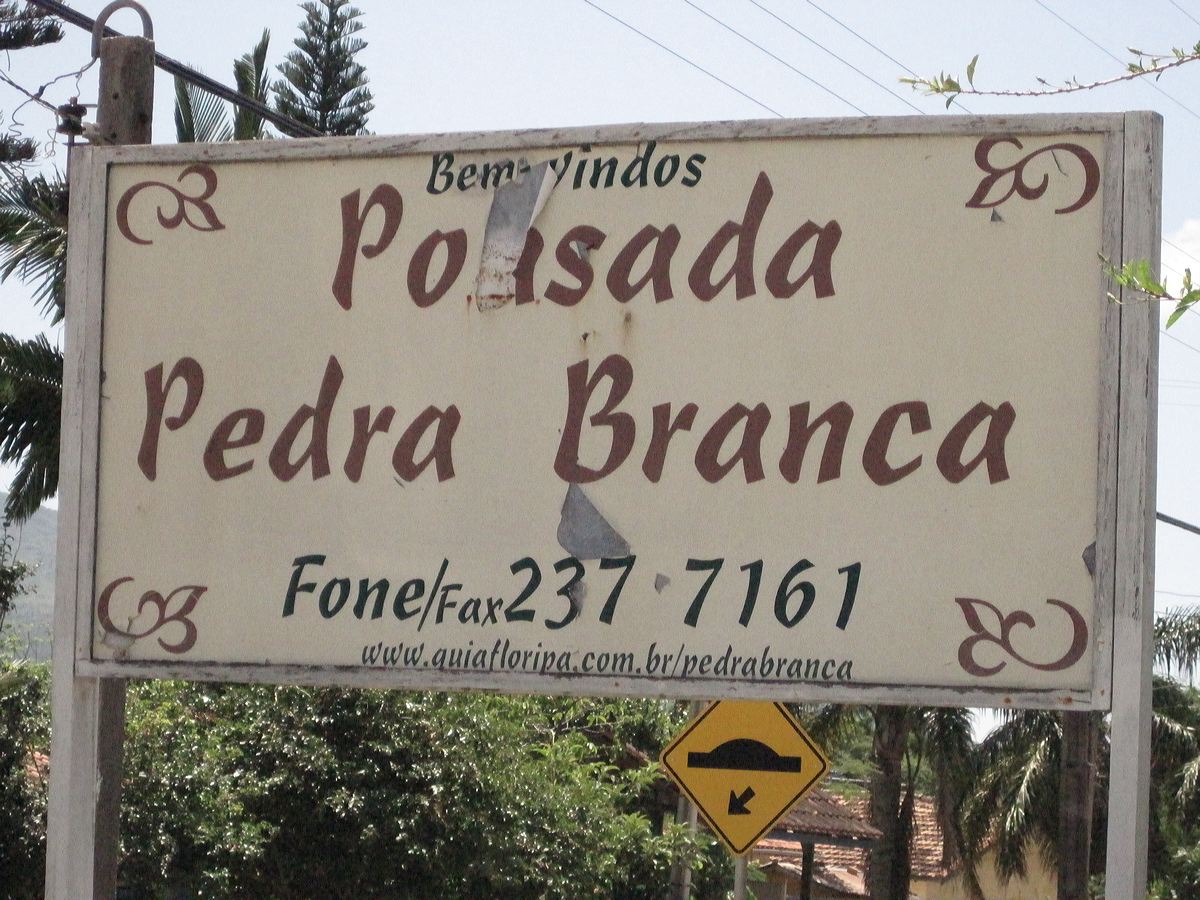 Bem-vindos
Pousada
Pedra Branca
Fone/Fax 237 7161
www.guiafloripa.com.br/pedrabranca